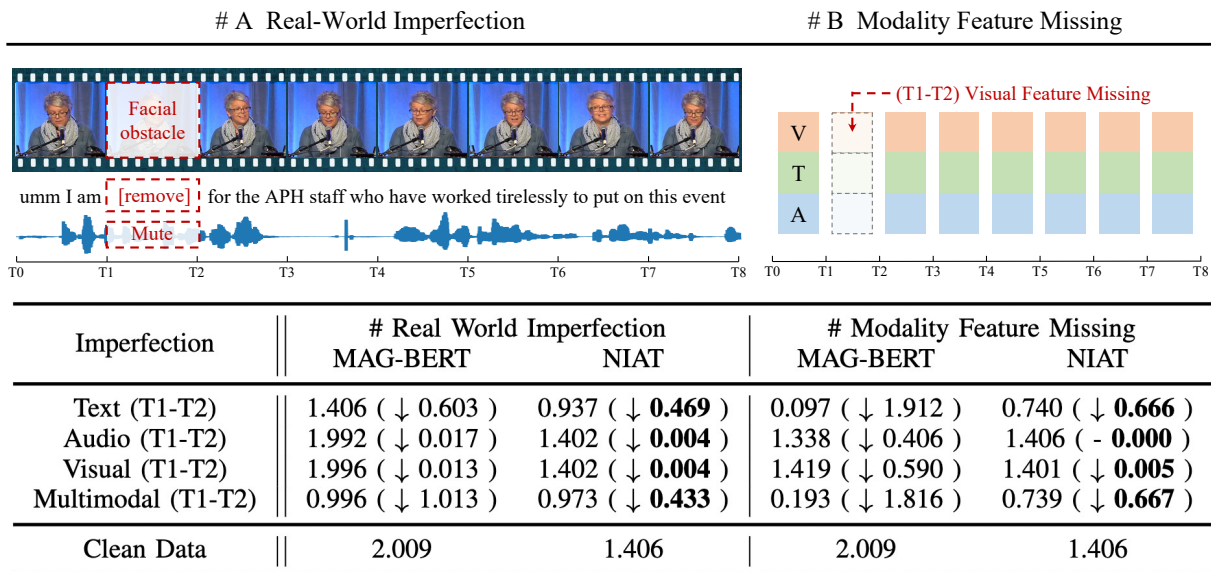 # A Real-World Imperfection
# B Modality Feature Missing
Facial
obstacle
umm I am [remove] for the APH staff who have worked tirelessly to put on this event
Mute
T0 T1 T2 T3 T4 T5 T6 T7 T8
(T1-T2) Visual Feature Missing
V
T
A
T0 T1 T2 T3 T4 T5 T6 T7 T8
Imperfection
# Real World Imperfection
# Modality Feature Missing
MAG-BERT NIAT MAG-BERT NIAT
Text (T1-T2) 1.406 ( ↓ 0.603 ) 0.937 ( ↓ 0.469 ) 0.097 ( ↓ 1.912 ) 0.740 ( ↓ 0.666 )
Audio (T1-T2) 1.992 ( ↓ 0.017 ) 1.402 ( ↓ 0.004 ) 1.338 ( ↓ 0.406 ) 1.406 ( - 0.000 )
Visual (T1-T2) 1.996 ( ↓ 0.013 ) 1.402 ( ↓ 0.004 ) 1.419 ( ↓ 0.590 ) 1.401 ( ↓ 0.005 )
Multimodal (T1-T2) 0.996 ( ↓ 1.013 ) 0.973 ( ↓ 0.433 ) 0.193 ( ↓ 1.816 ) 0.739 ( ↓ 0.667 )
Clean Data 2.009 1.406 2.009 1.406